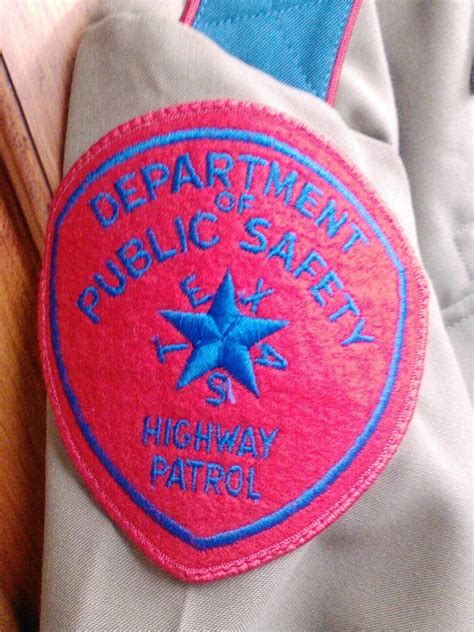 DEPARTMENT
OF
PUBLIC SAFETY
TEXAS
HIGHWAY
PATROL